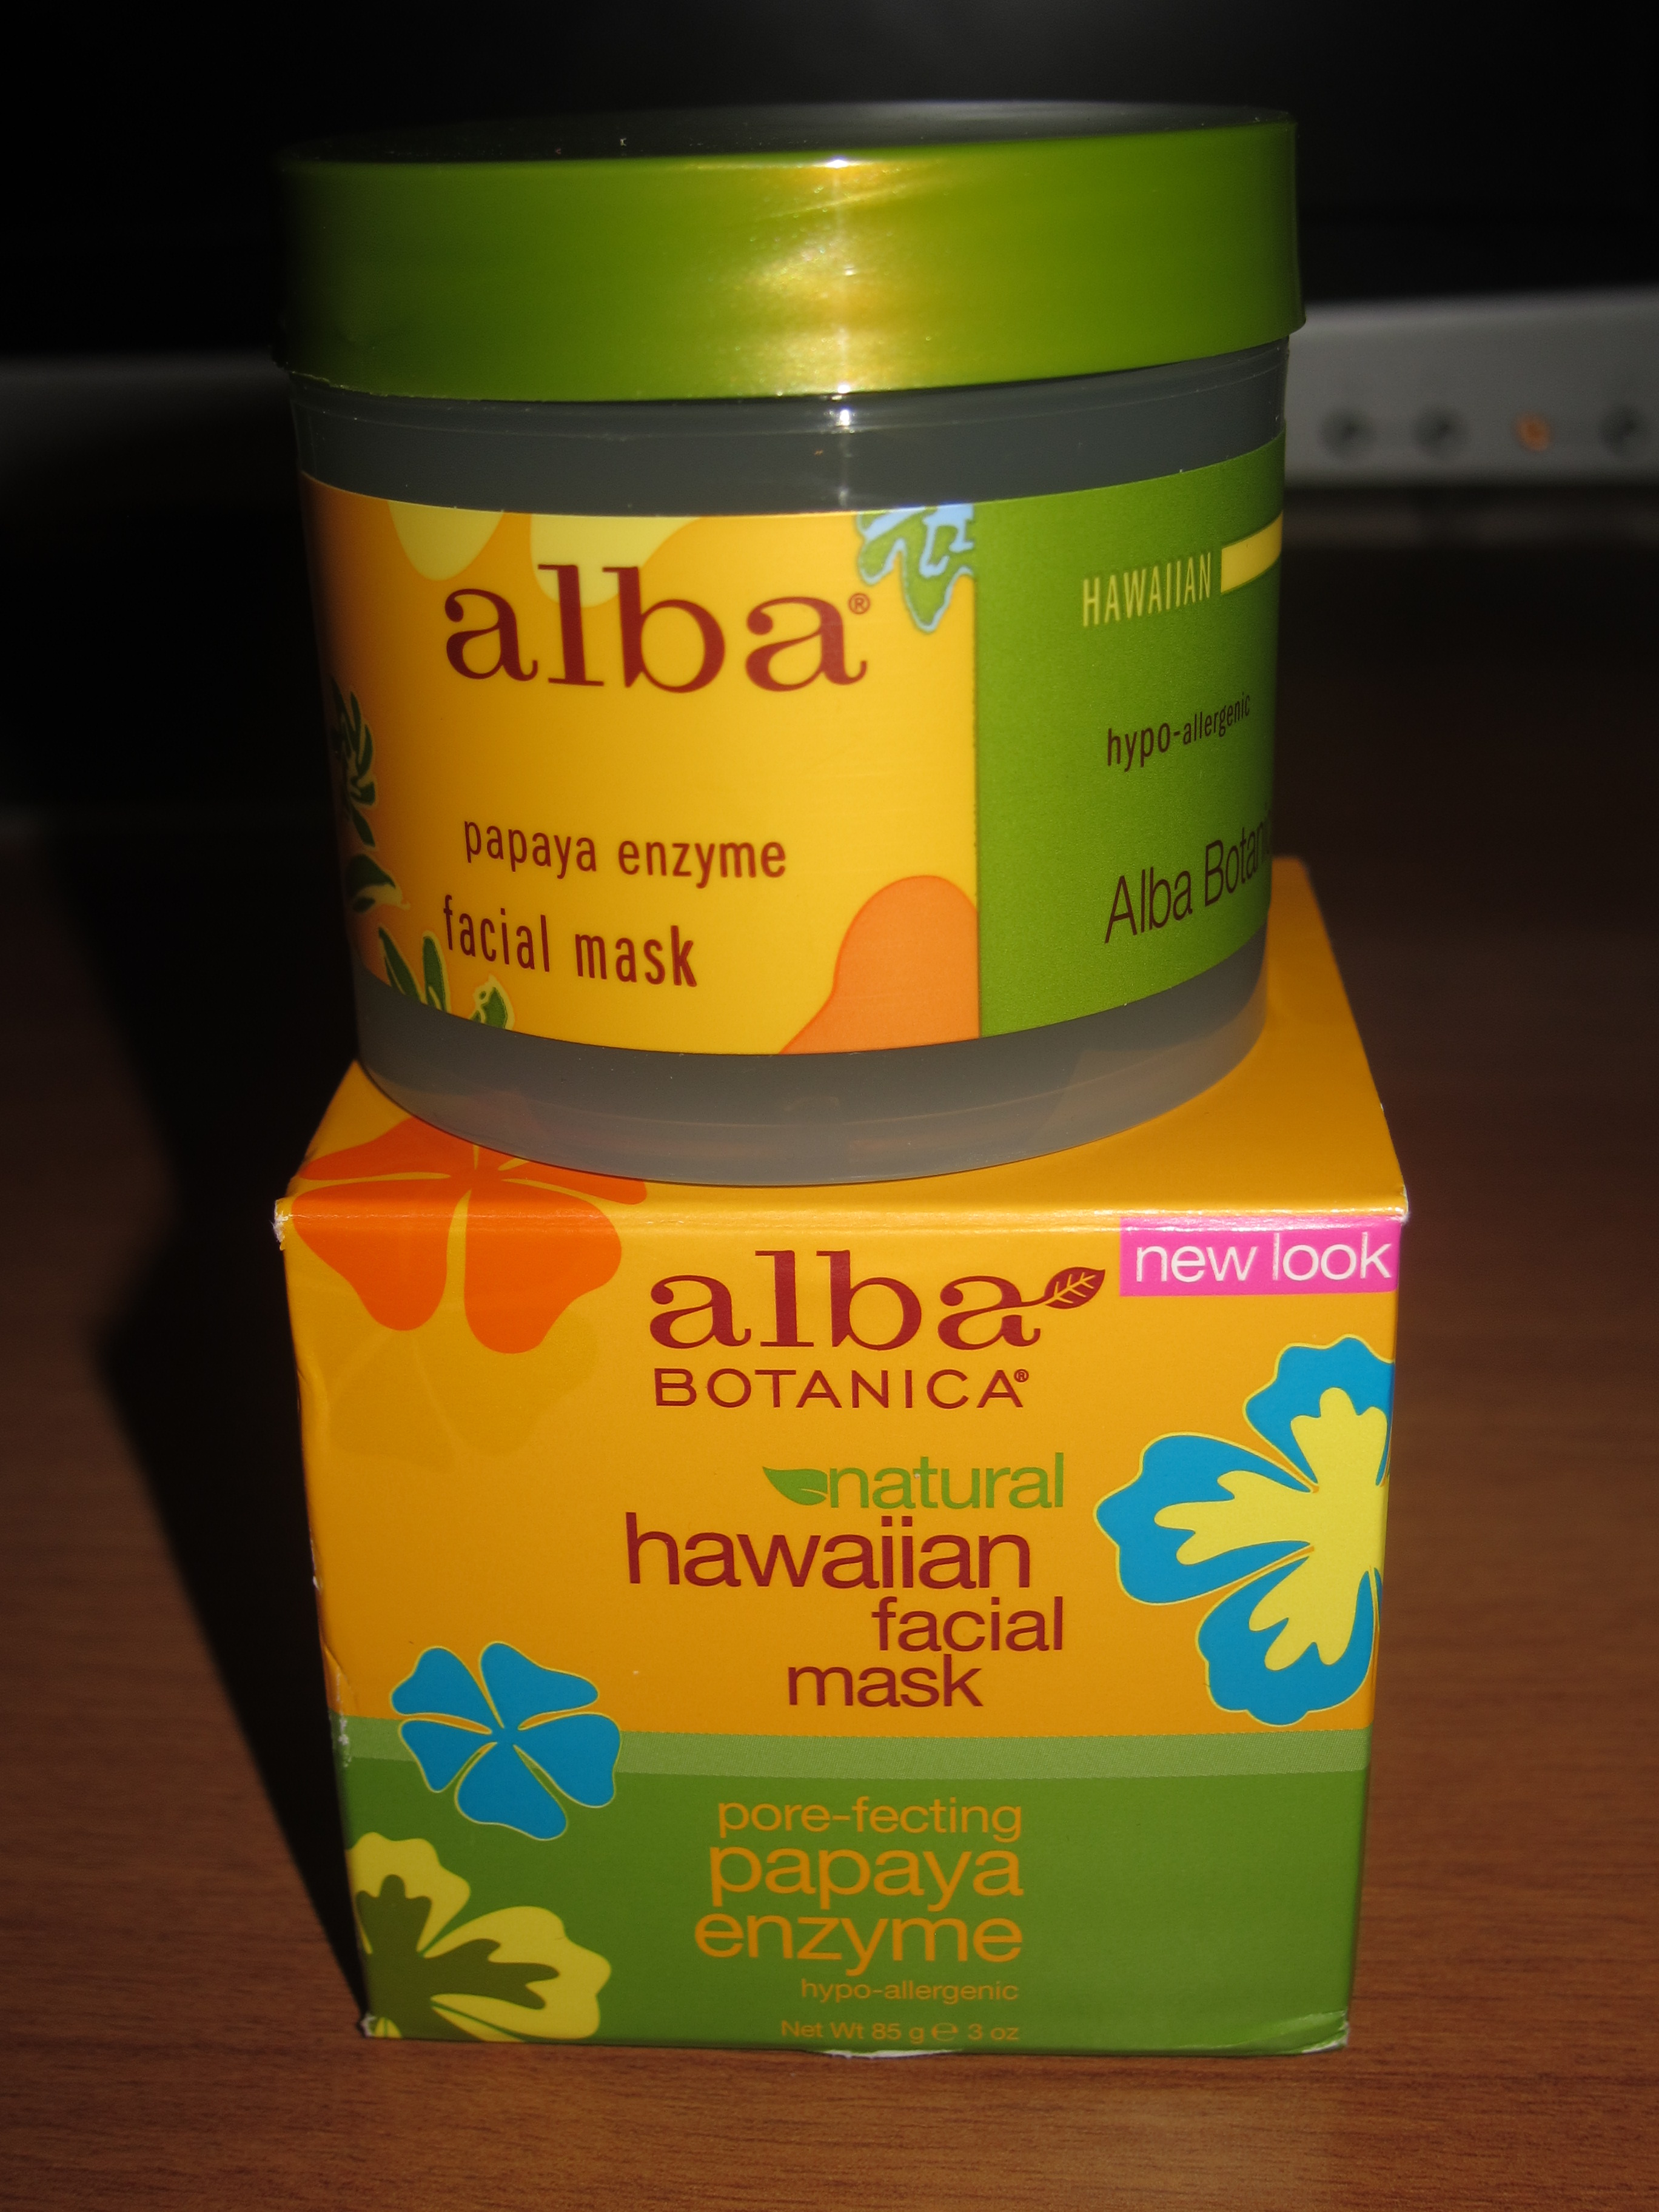 alba®
papaya enzyme
facial mask
HAWAIIAN
hypo-allergenic
Alba
new look
alba
BOTANICA®
natural
hawaiian
facial
mask
pore-fecting
papaya
enzyme
hypo-allergenic
Net Wt 85 g ℮ 3 oz